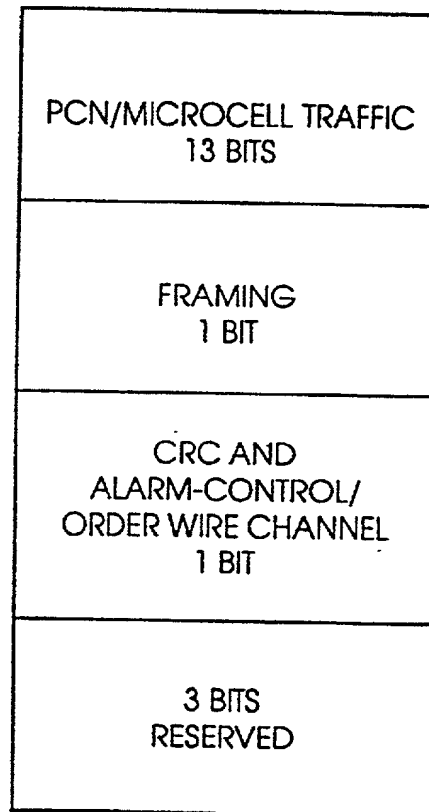 PCN/MICROCELL TRAFFIC
13 BITS
FRAMING
1 BIT
CRC AND
ALARM-CONTROL/
ORDER WIRE CHANNEL
1 BIT
3 BITS
RESERVED